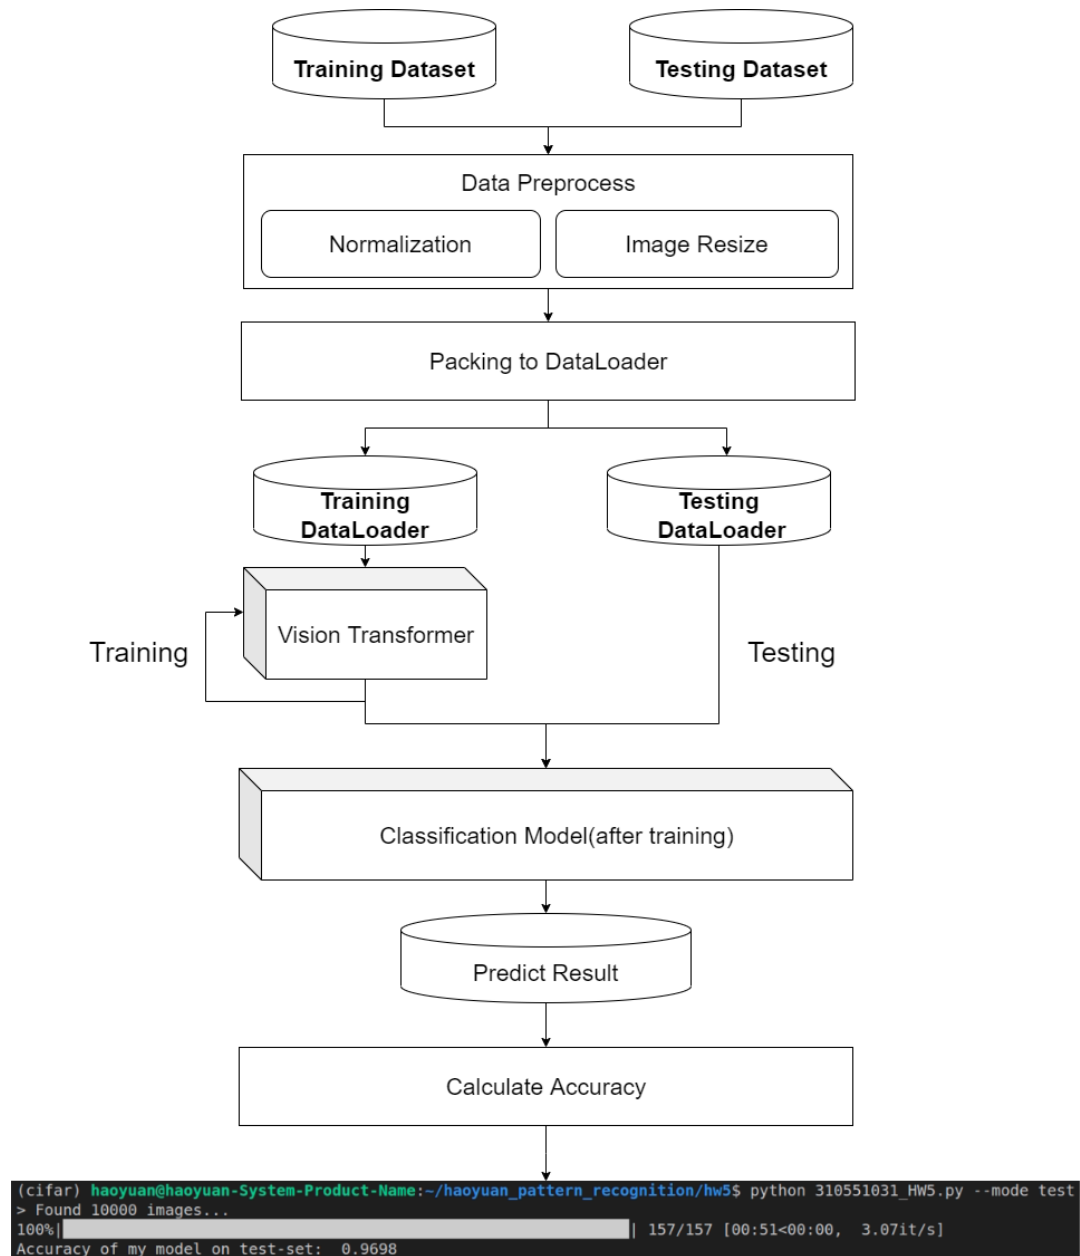 Training Dataset
Testing Dataset
Data Preprocess
Normalization
Image Resize
Packing to DataLoader
Training
DataLoader
Testing
DataLoader
Vision Transformer
Training
Testing
Classification Model(after training)
Predict Result
Calculate Accuracy
(cifar) haoyuan@haoyuan-System-Product-Name:~/haoyuan_pattern_recognition/hw5$ python 310551031_HW5.py --mode test
> Found 10000 images...
100%| | 157/157 [00:51<00:00, 3.07it/s]
Accuracy of my model on test-set: 0.9698